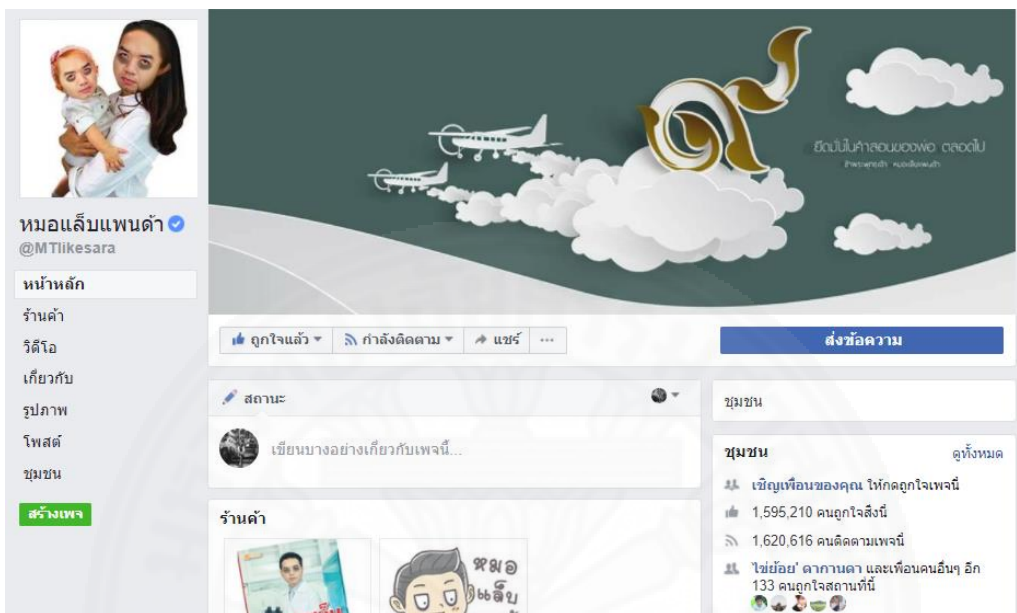 ๙
ยึดมั่นในคำสอนของพ่อ ตลอดไป
หมอแล็บแพนด้า
@MTlikesara
หน้าหลัก
ร้านค้า
วิดีโอ
เกี่ยวกับ
รูปภาพ
โพสต์
ชุมชน
สร้างเพจ
ถูกใจแล้ว
กำลังติดตาม
แชร์
...
ส่งข้อความ
สถานะ
เขียนบางอย่างเกี่ยวกับเพจนี้...
ร้านค้า
หมอ
แล็บ
ชุมชน
ชุมชน ดูทั้งหมด
เชิญเพื่อนของคุณ ให้กดถูกใจเพจนี้
1,595,210 คนถูกใจสิ่งนี้
1,620,616 คนติดตามเพจนี้
'ไข่ย้อย' ดากานดา และเพื่อนคนอื่นๆ อีก
133 คนถูกใจสถานที่นี้